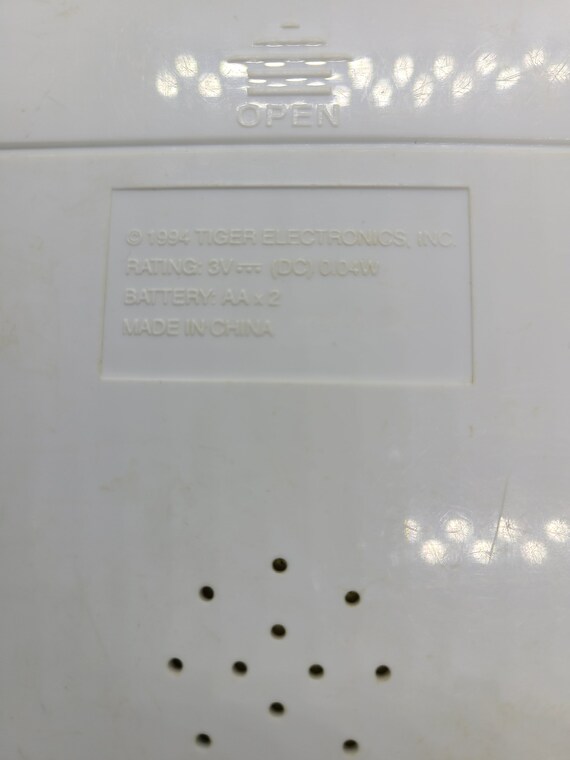 OPEN
© 1994 TIGER ELECTRONICS, INC.
RATING: 3V⎓ (DC) 0.04W
BATTERY: AA x 2
MADE IN CHINA